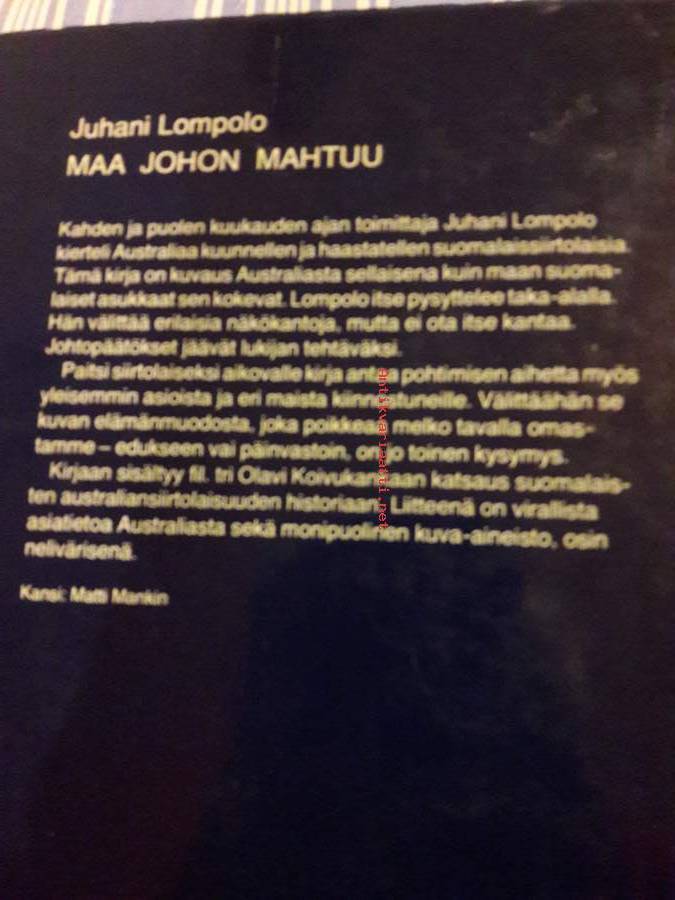 Juhani Lompolo
MAA JOHON MAHTUU
Kahden ja puolen kuukauden ajan toimittaja Juhani Lompolo
kierteli Australiaa kuunnellen ja haastatellen suomalaissiirtolaisia.
Tämä kirja on kuvaus Australiasta sellaisena kuin maan suoma-
laiset asukkaat sen kokevat. Lompolo itse pysyttelee taka-alalla.
Hän välittää erilaisia näkökantoja, mutta ei ota itse kantaa.
Johtopäätökset jäävät lukijan tehtäväksi.
Paitsi siirtolaiseksi aikovalle kirja antaa pohtimisen aihetta myös
yleisemmin asioista ja eri maista kiinnostuneille. Välittäähän se
kuvan elämänmuodosta, joka poikkeaa melko tavalla omas-
tamme – edukseen vai päinvastoin, on jo toinen kysymys.
Kirjaan sisältyy fil. tri Olavi Koivukankaan katsaus suomalais-
ten australiansiirtolaisuuden historiaan. Liitteenä on virallista
asiatietoa Australiasta sekä monipuolinen kuva-aineisto, osin
nelivärisenä.
Kansi: Matti Mankin
antikvariaatti.net